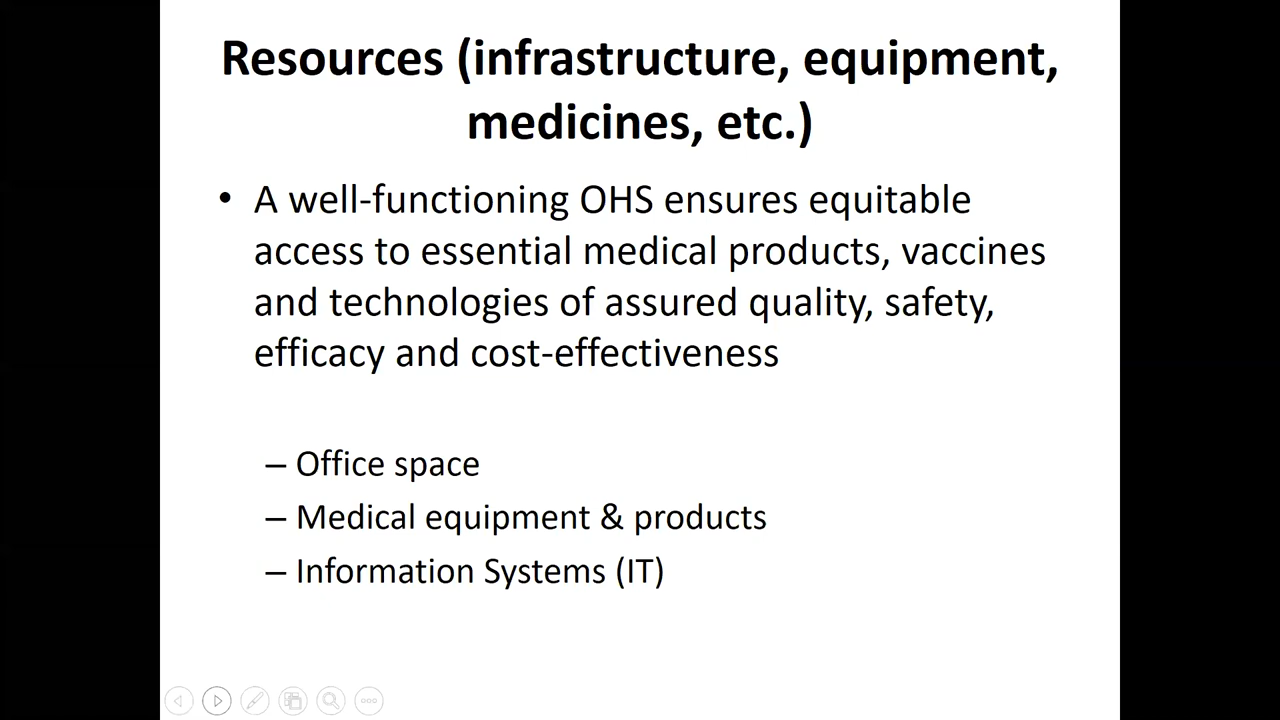 Resources (infrastructure, equipment,
medicines, etc.)
• A well-functioning OHS ensures equitable
access to essential medical products, vaccines
and technologies of assured quality, safety,
efficacy and cost-effectiveness
– Office space
– Medical equipment & products
– Information Systems (IT)